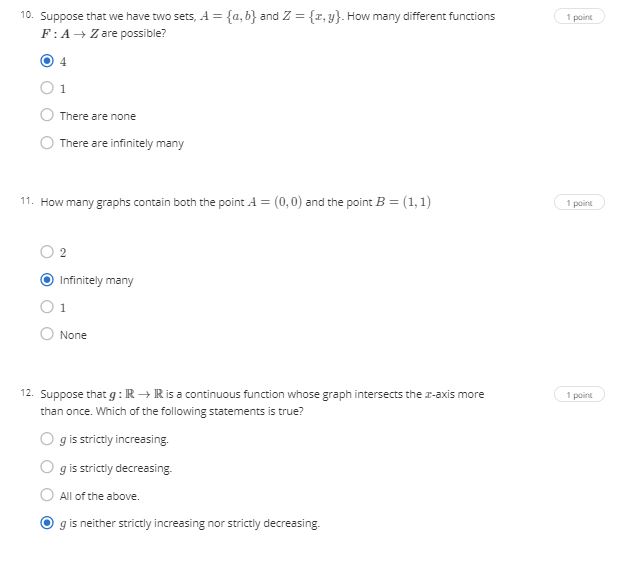 10. Suppose that we have two sets, A = {a, b} and Z = {x, y}. How many different functions 1 point
F : A → Z are possible?
4
1
There are none
There are infinitely many
11. How many graphs contain both the point A = (0, 0) and the point B = (1, 1) 1 point
2
Infinitely many
1
None
12. Suppose that g : ℝ → ℝ is a continuous function whose graph intersects the x-axis more 1 point
than once. Which of the following statements is true?
g is strictly increasing.
g is strictly decreasing.
All of the above.
g is neither strictly increasing nor strictly decreasing.